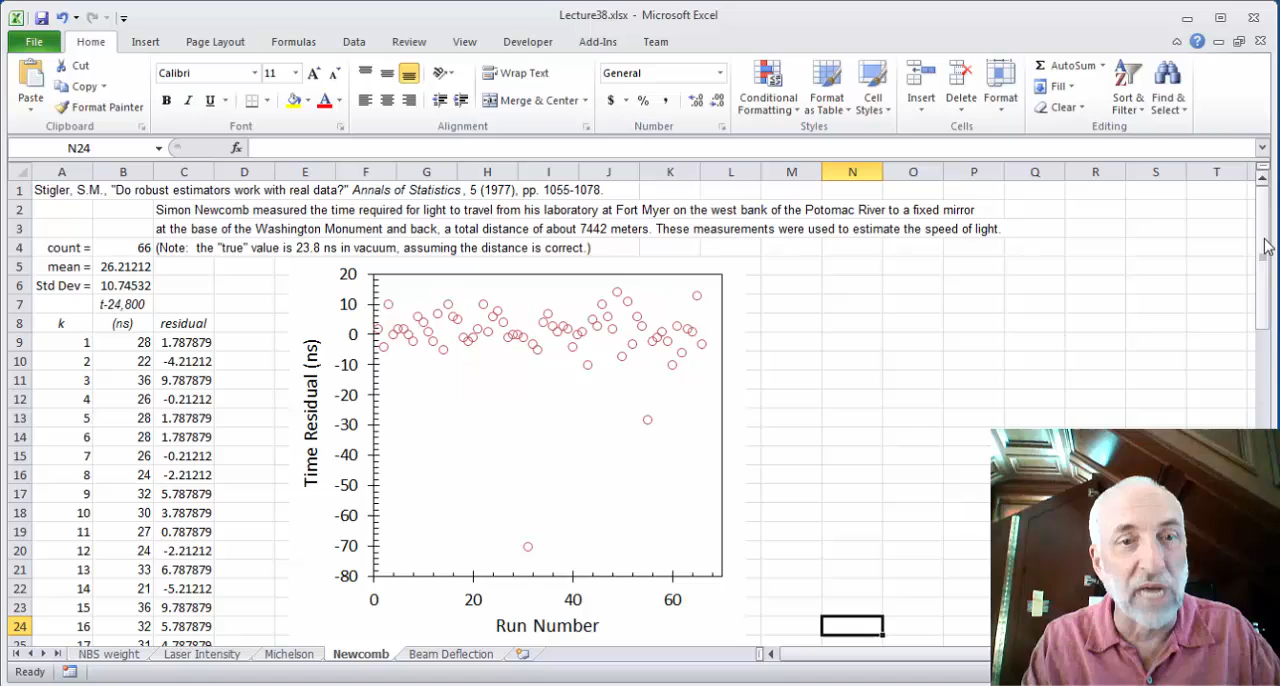 Lecture38.xlsx - Microsoft Excel
File Home Insert Page Layout Formulas Data Review View Developer Add-Ins Team
Cut
Copy
Format Painter
Paste
Clipboard
Calibri 11
B I U
Font
Wrap Text
Merge & Center
Alignment
General
$ % ,
Number
Conditional Formatting
Format as Table
Cell Styles
Styles
Insert Delete Format
Cells
AutoSum
Fill
Clear
Sort & Filter
Find & Select
Editing
N24 fx
A B C D E F G H I J K L M N O P Q R S T
1 Stigler, S.M., "Do robust estimators work with real data?" Annals of Statistics, 5 (1977), pp. 1055-1078.
2 Simon Newcomb measured the time required for light to travel from his laboratory at Fort Myer on the west bank of the Potomac River to a fixed mirror
3 at the base of the Washington Monument and back, a total distance of about 7442 meters. These measurements were used to estimate the speed of light.
4 count = 66 (Note: the "true" value is 23.8 ns in vacuum, assuming the distance is correct.)
5 mean = 26.21212
6 Std Dev = 10.74532
7 t-24,800
8 k (ns) residual
9 1 28 1.787879
10 2 22 -4.21212
11 3 36 9.787879
12 4 26 -0.21212
13 5 28 1.787879
14 6 28 1.787879
15 7 26 -0.21212
16 8 24 -2.21212
17 9 32 5.787879
18 10 30 3.787879
19 11 27 0.787879
20 12 24 -2.21212
21 13 33 6.787879
22 14 21 -5.21212
23 15 36 9.787879
24 16 32 5.787879
25 17 31 4.787879
Time Residual (ns)
20
10
0
-10
-20
-30
-40
-50
-60
-70
-80
0 20 40 60
Run Number
NBS weight Laser Intensity Michelson Newcomb Beam Deflection
Ready